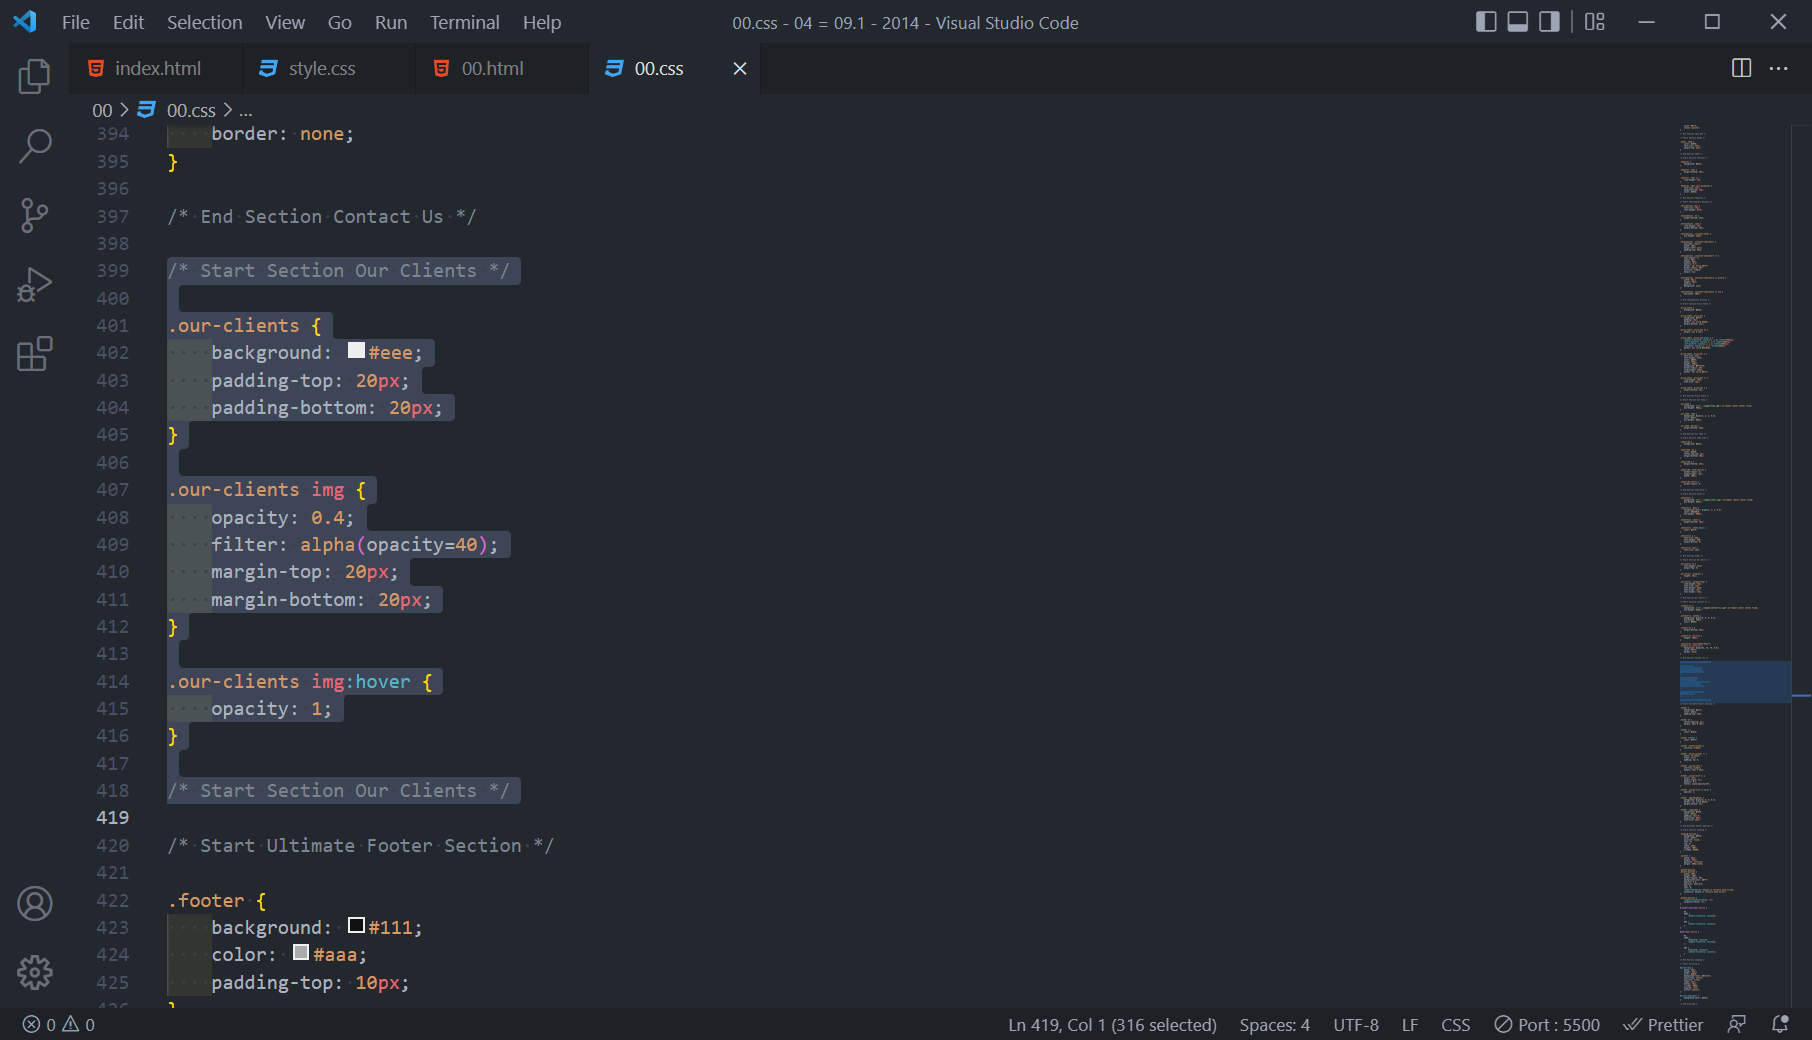 File Edit Selection View Go Run Terminal Help
00.css - 04 = 09.1 - 2014 - Visual Studio Code
index.html style.css 00.html 00.css
00 > 00.css > ...
394 border: none;
395 }
396
397 /* End Section Contact Us */
398
399 /* Start Section Our Clients */
400
401 .our-clients {
402 background: #eee;
403 padding-top: 20px;
404 padding-bottom: 20px;
405 }
406
407 .our-clients img {
408 opacity: 0.4;
409 filter: alpha(opacity=40);
410 margin-top: 20px;
411 margin-bottom: 20px;
412 }
413
414 .our-clients img:hover {
415 opacity: 1;
416 }
417
418 /* Start Section Our Clients */
419
420 /* Start Ultimate Footer Section */
421
422 .footer {
423 background: #111;
424 color: #aaa;
425 padding-top: 10px;
426 }
0 0 Ln 419, Col 1 (316 selected) Spaces: 4 UTF-8 LF CSS Port : 5500 Prettier